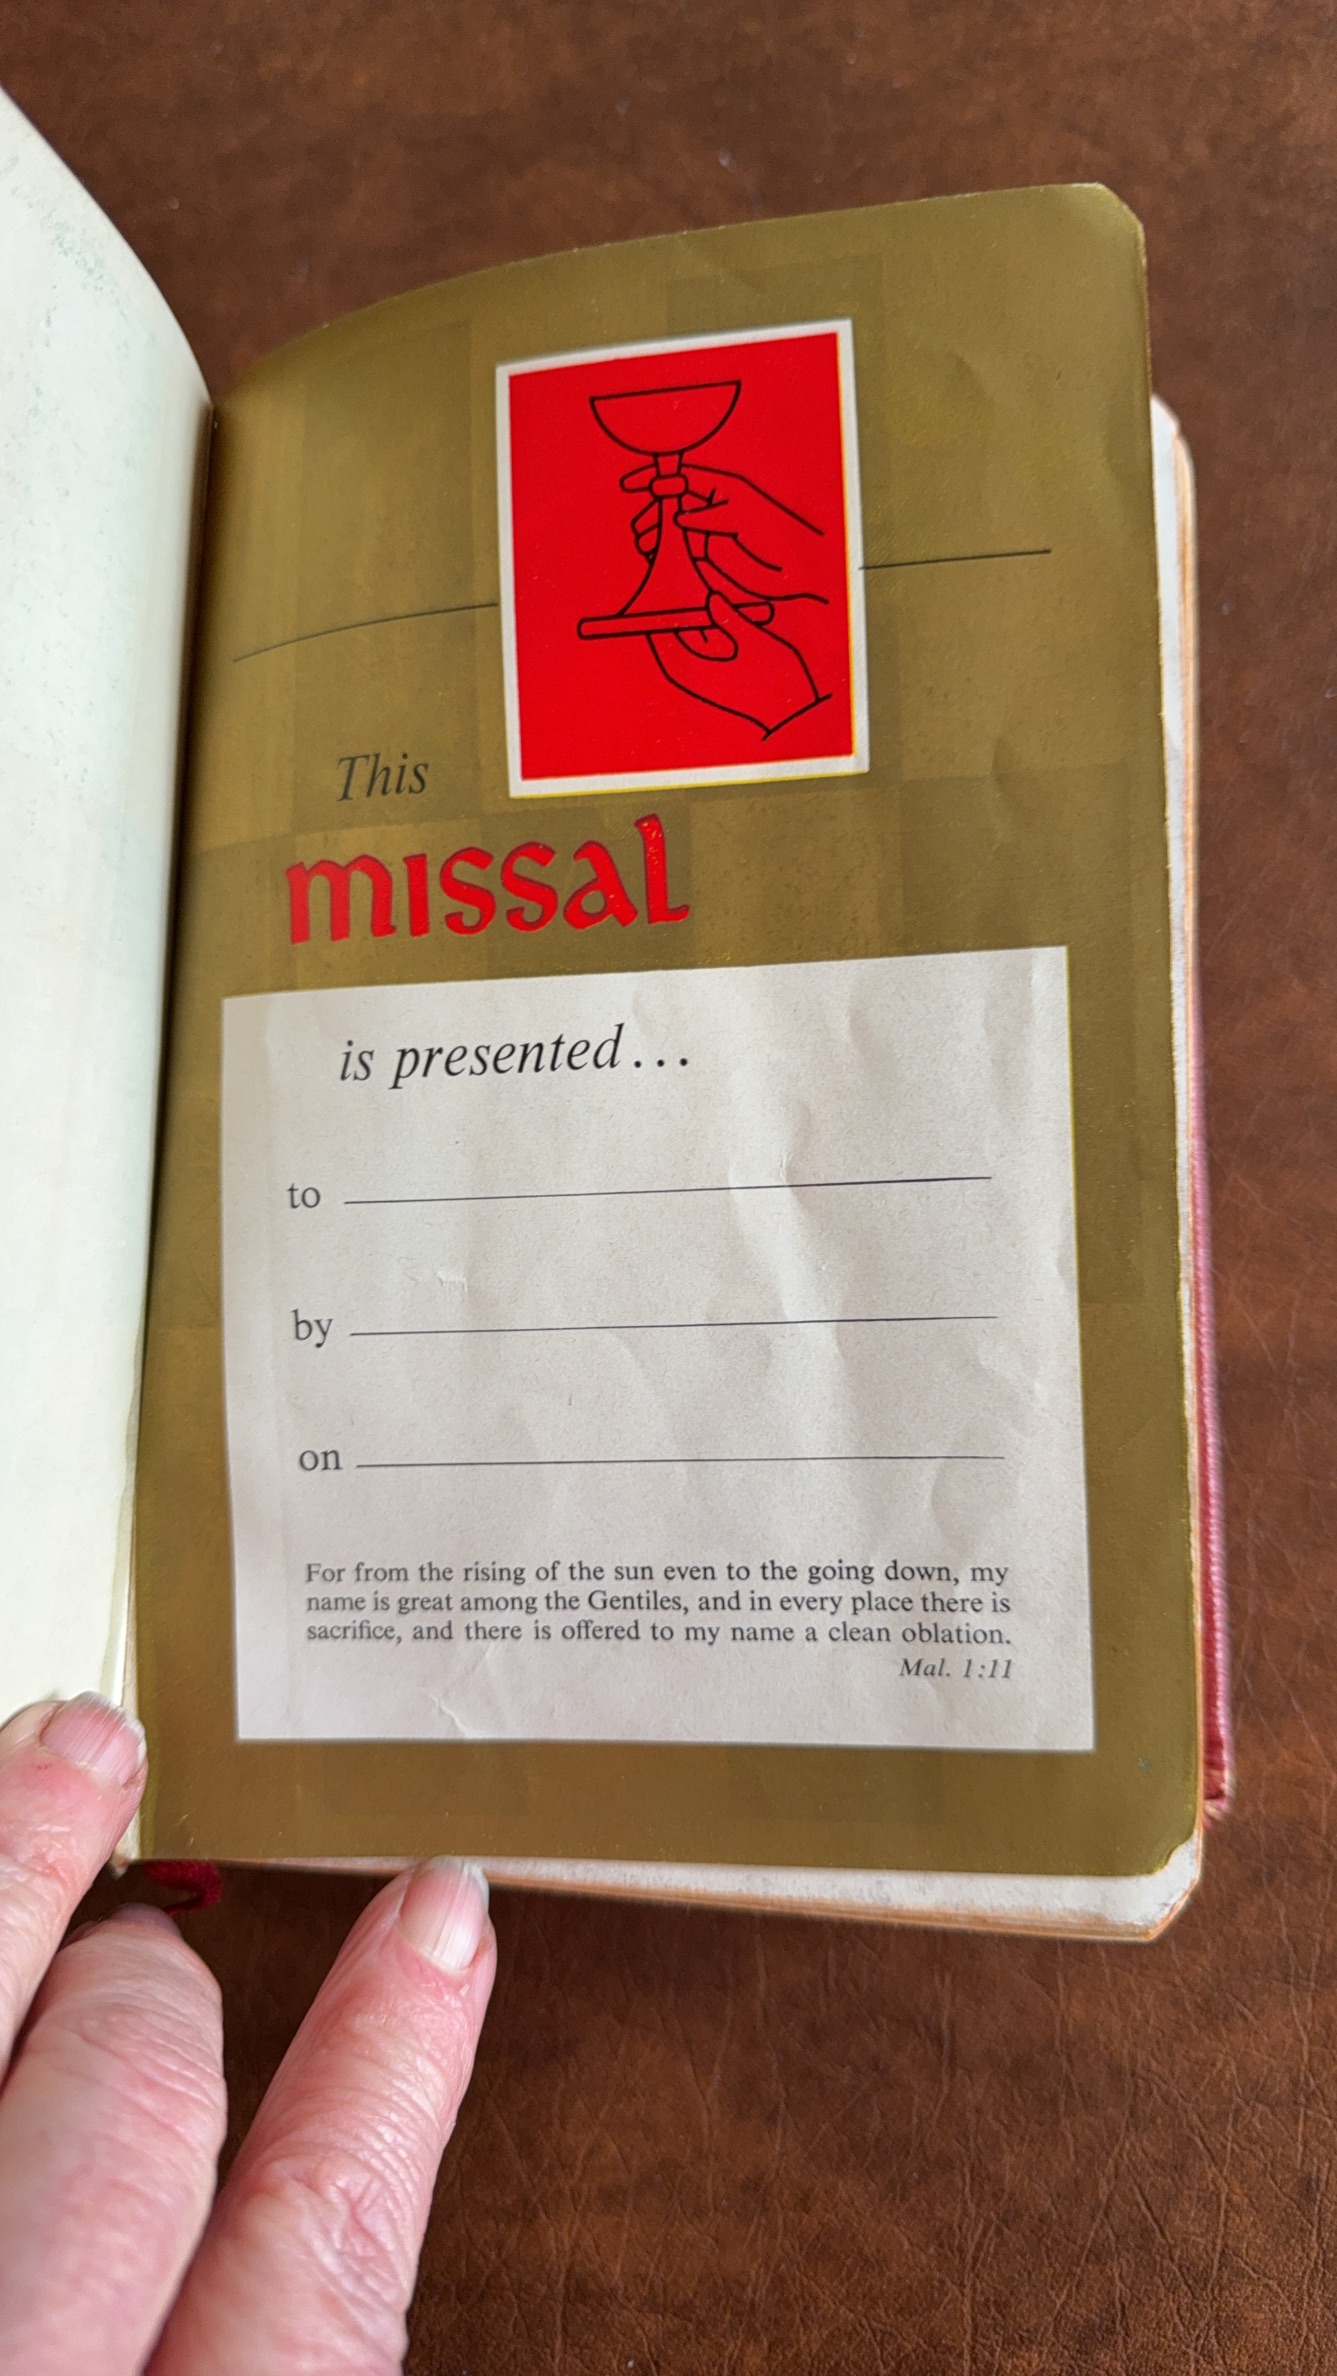 This
missal
is presented...
to
by
on
For from the rising of the sun even to the going down, my
name is great among the Gentiles, and in every place there is
sacrifice, and there is offered to my name a clean oblation.
Mal. 1:11